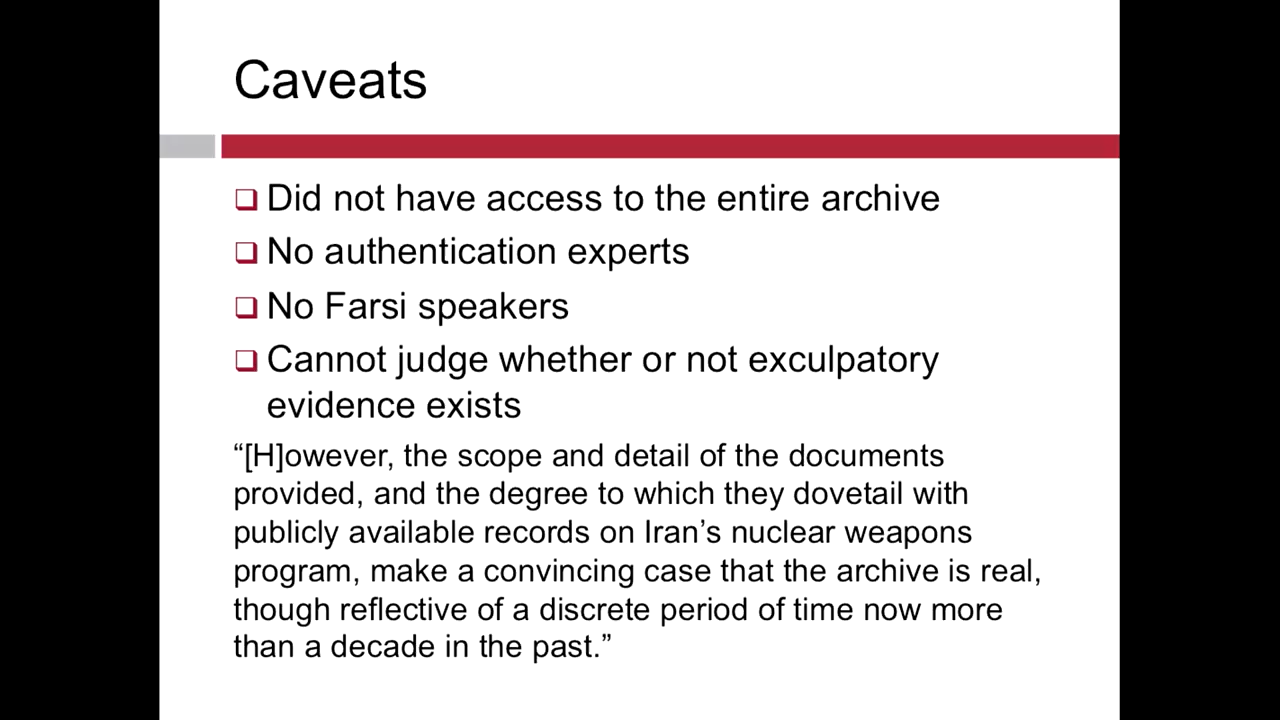 Caveats
❑ Did not have access to the entire archive
❑ No authentication experts
❑ No Farsi speakers
❑ Cannot judge whether or not exculpatory
evidence exists
“[H]owever, the scope and detail of the documents
provided, and the degree to which they dovetail with
publicly available records on Iran’s nuclear weapons
program, make a convincing case that the archive is real,
though reflective of a discrete period of time now more
than a decade in the past.”